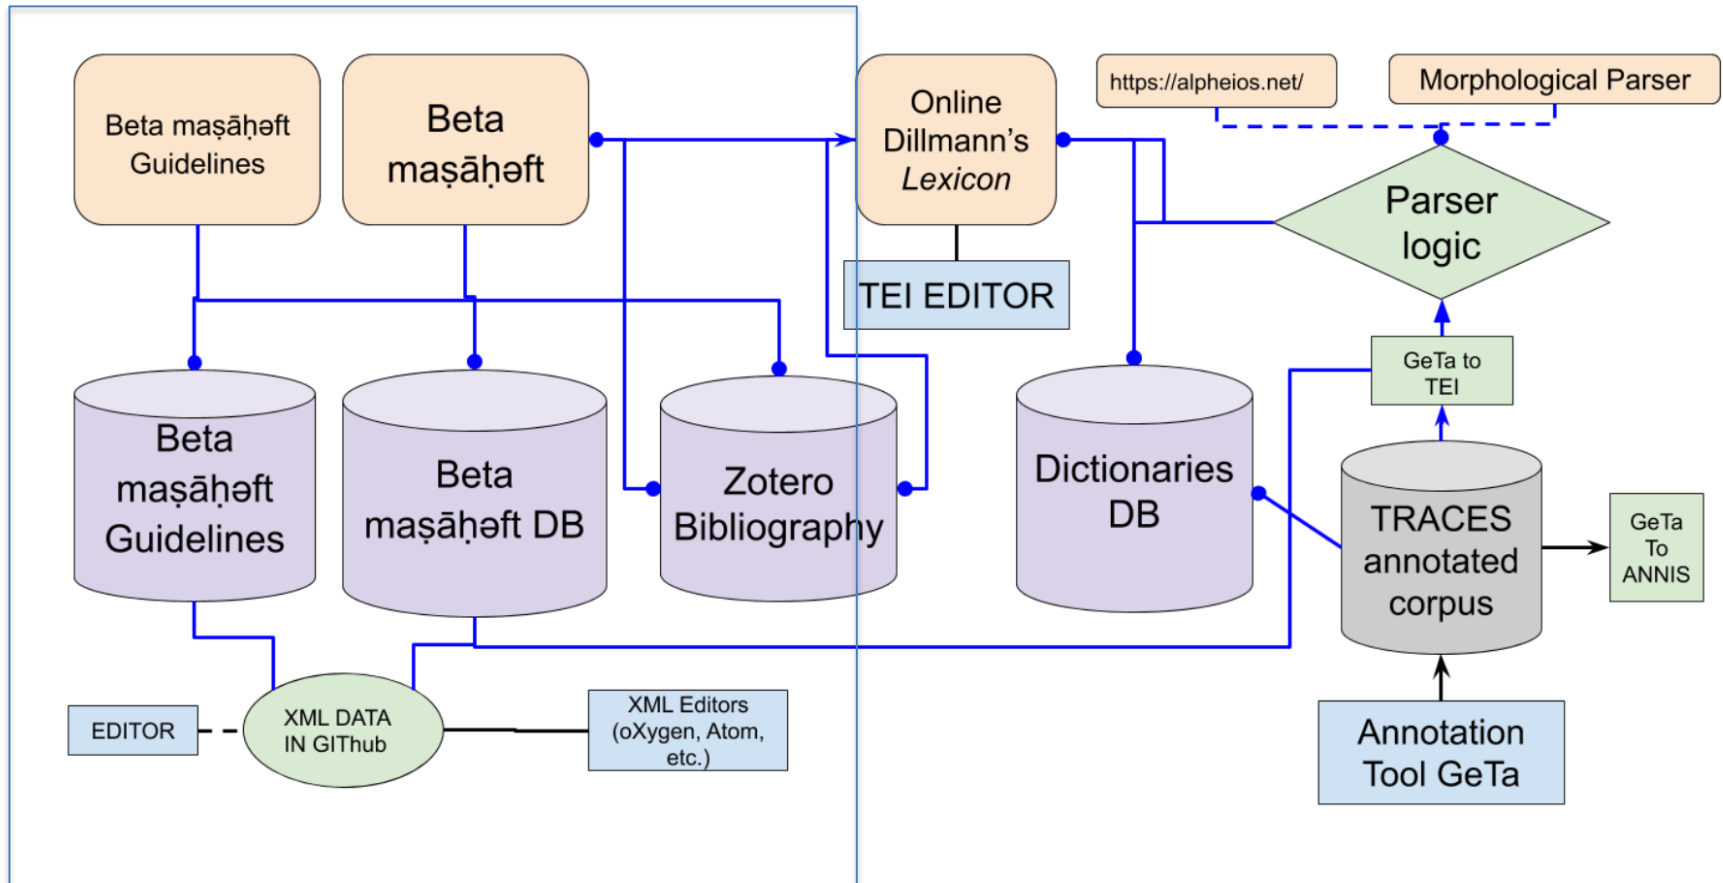 Beta maṣāḥəft
Guidelines
Beta
maṣāḥəft
Online
Dillmann’s
Lexicon
https://alpheios.net/
Morphological Parser
Parser
logic
TEI EDITOR
GeTa to
TEI
Beta
maṣāḥəft
Guidelines
Beta
maṣāḥəft DB
Zotero
Bibliography
Dictionaries
DB
TRACES
annotated
corpus
GeTa
To
ANNIS
EDITOR
XML DATA
IN GIThub
XML Editors
(oXygen, Atom,
etc.)
Annotation
Tool GeTa